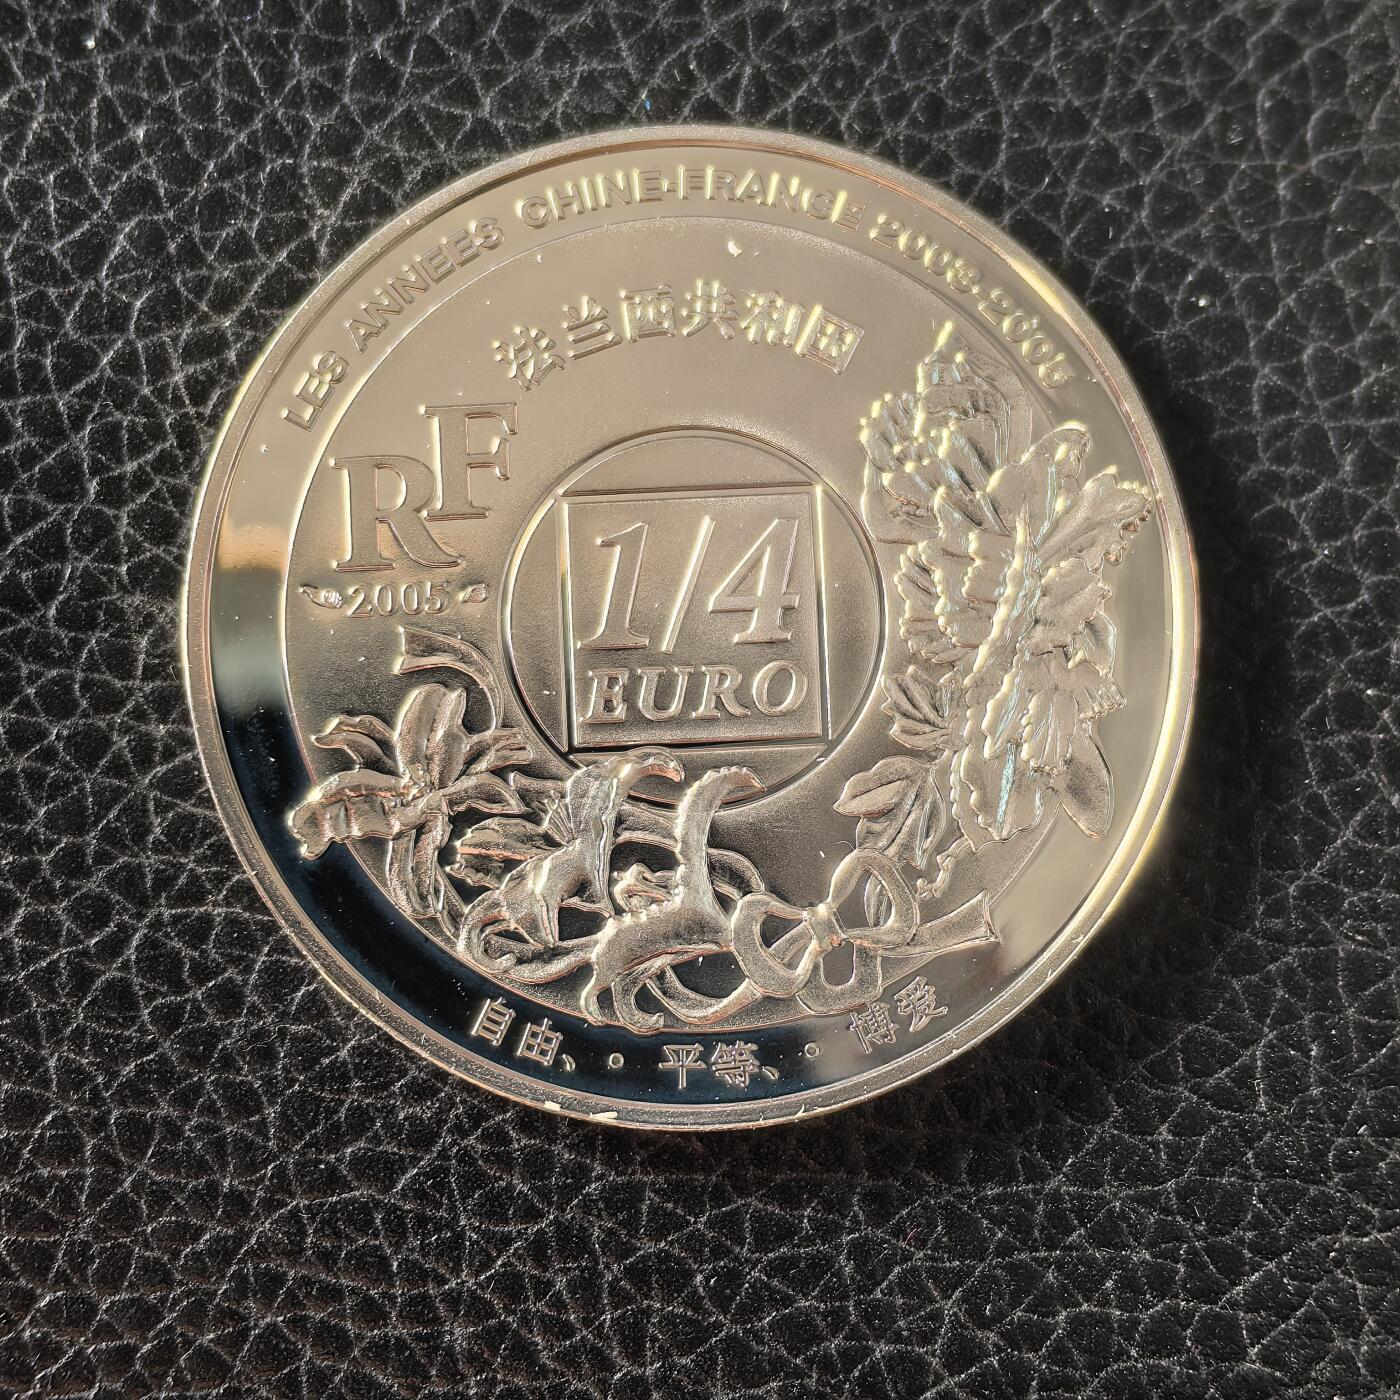 LES ANNEES CHINE-FRANCE 2003-2005
法兰西共和国
RF
2005
1/4
EURO
自由、◦平等、◦博爱